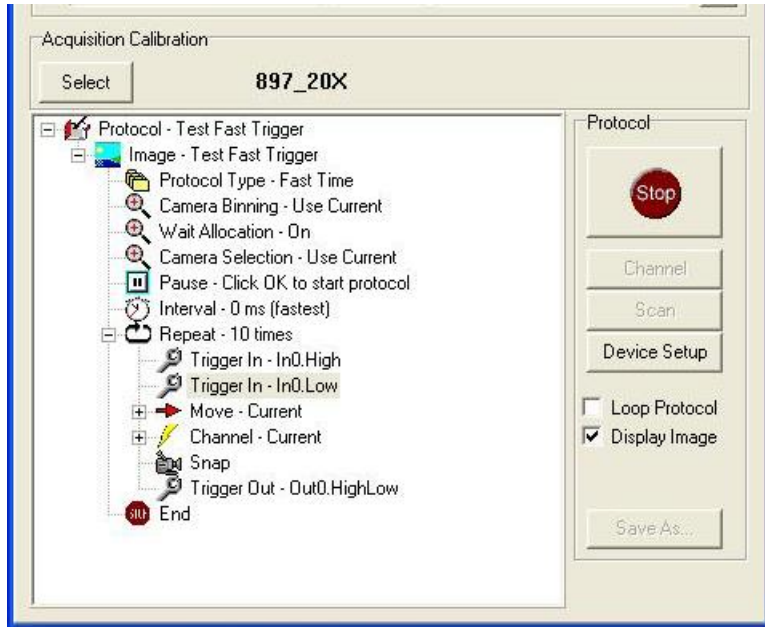 Acquisition Calibration
Select
897_20X
Protocol - Test Fast Trigger
Image - Test Fast Trigger
Protocol Type - Fast Time
Camera Binning - Use Current
Wait Allocation - On
Camera Selection - Use Current
Pause - Click OK to start protocol
Interval - 0 ms (fastest)
Repeat - 10 times
Trigger In - In0.High
Trigger In - In0.Low
Move - Current
Channel - Current
Snap
Trigger Out - Out0.HighLow
End
Protocol
Stop
Channel
Scan
Device Setup
Loop Protocol
Display Image
Save As...